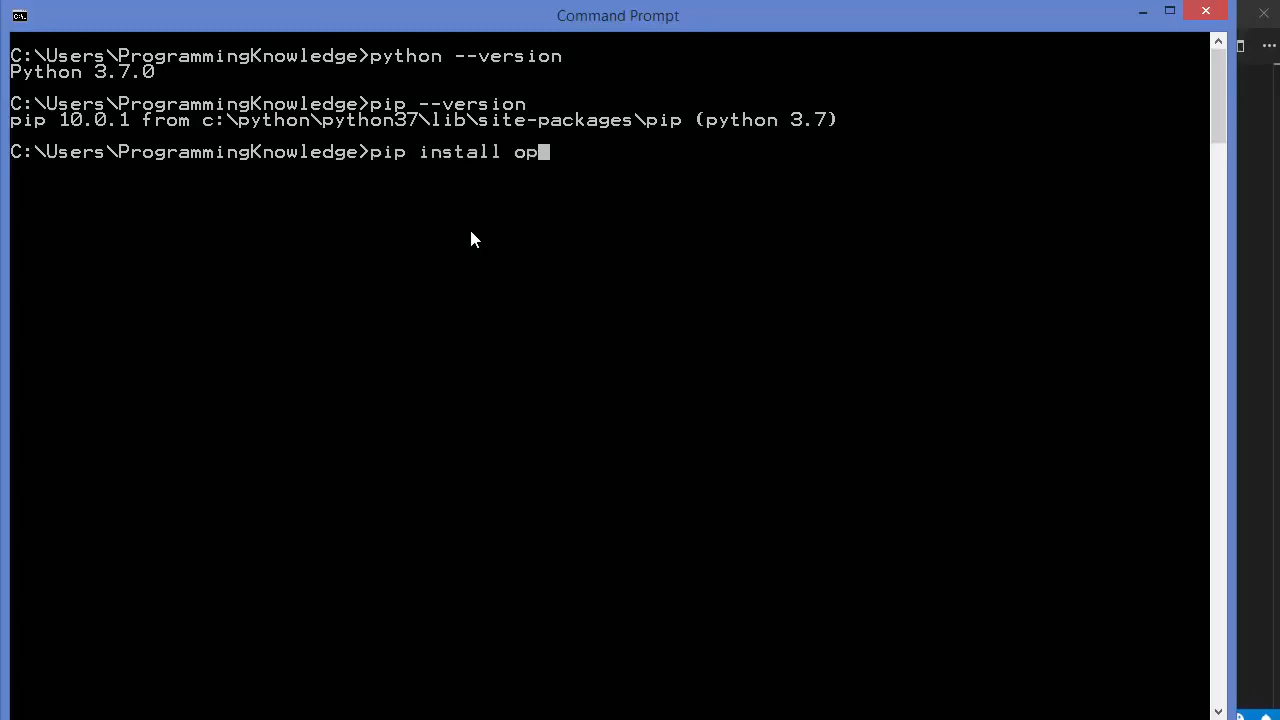 Command Prompt
C:\Users\ProgrammingKnowledge>python --version
Python 3.7.0
C:\Users\ProgrammingKnowledge>pip --version
pip 10.0.1 from c:\python\python37\lib\site-packages\pip (python 3.7)
C:\Users\ProgrammingKnowledge>pip install op